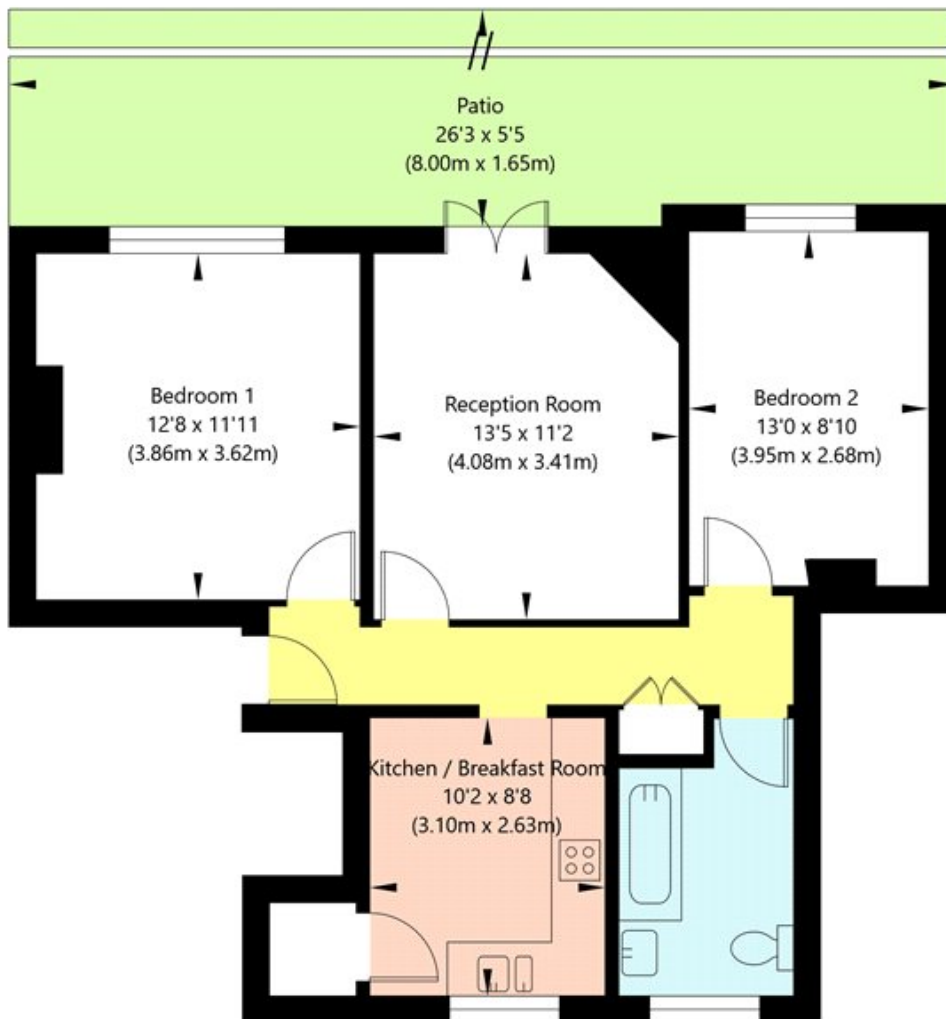 Patio
26'3 x 5'5
(8.00m x 1.65m)
Bedroom 1
12'8 x 11'11
(3.86m x 3.62m)
Reception Room
13'5 x 11'2
(4.08m x 3.41m)
Bedroom 2
13'0 x 8'10
(3.95m x 2.68m)
Kitchen / Breakfast Room
10'2 x 8'8
(3.10m x 2.63m)